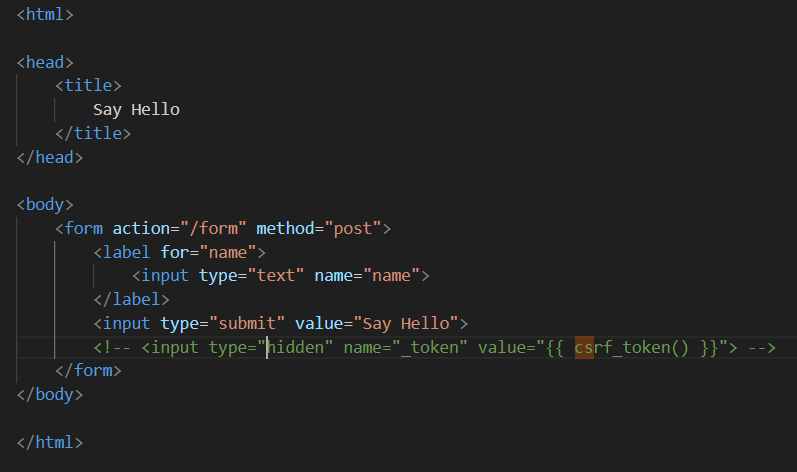 <html>
<head>
<title>
Say Hello
</title>
</head>
<body>
<form action="/form" method="post">
<label for="name">
<input type="text" name="name">
</label>
<input type="submit" value="Say Hello">
<!-- <input type="hidden" name="_token" value="{{ csrf_token() }}"> -->
</form>
</body>
</html>